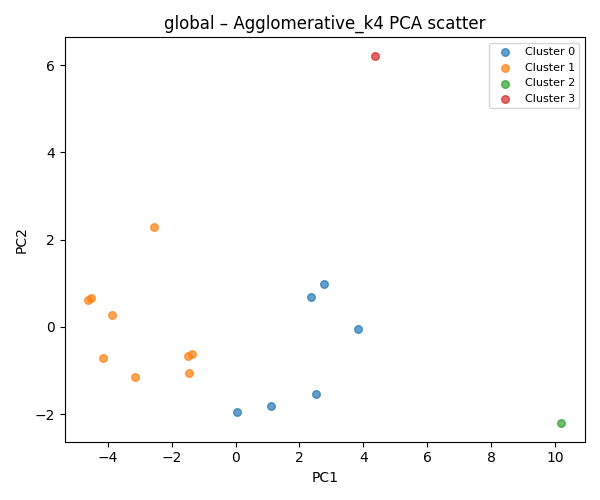 global – Agglomerative_k4 PCA scatter
Cluster 0
Cluster 1
Cluster 2
Cluster 3
6
4
2
0
−2
PC2
−4
−2
0
2
4
6
8
10
PC1